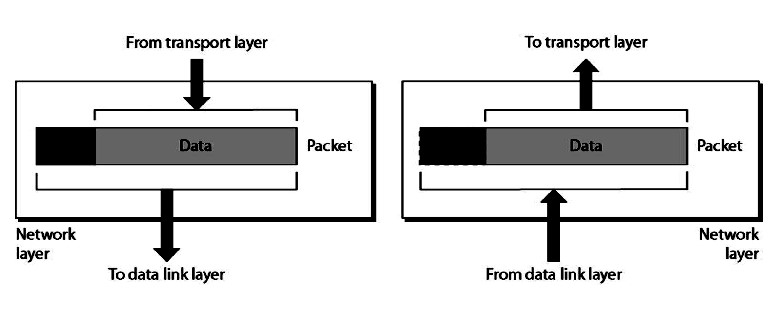 From transport layer
To transport layer
Data
Packet
Data
Packet
Network
layer
Network
layer
To data link layer
From data link layer